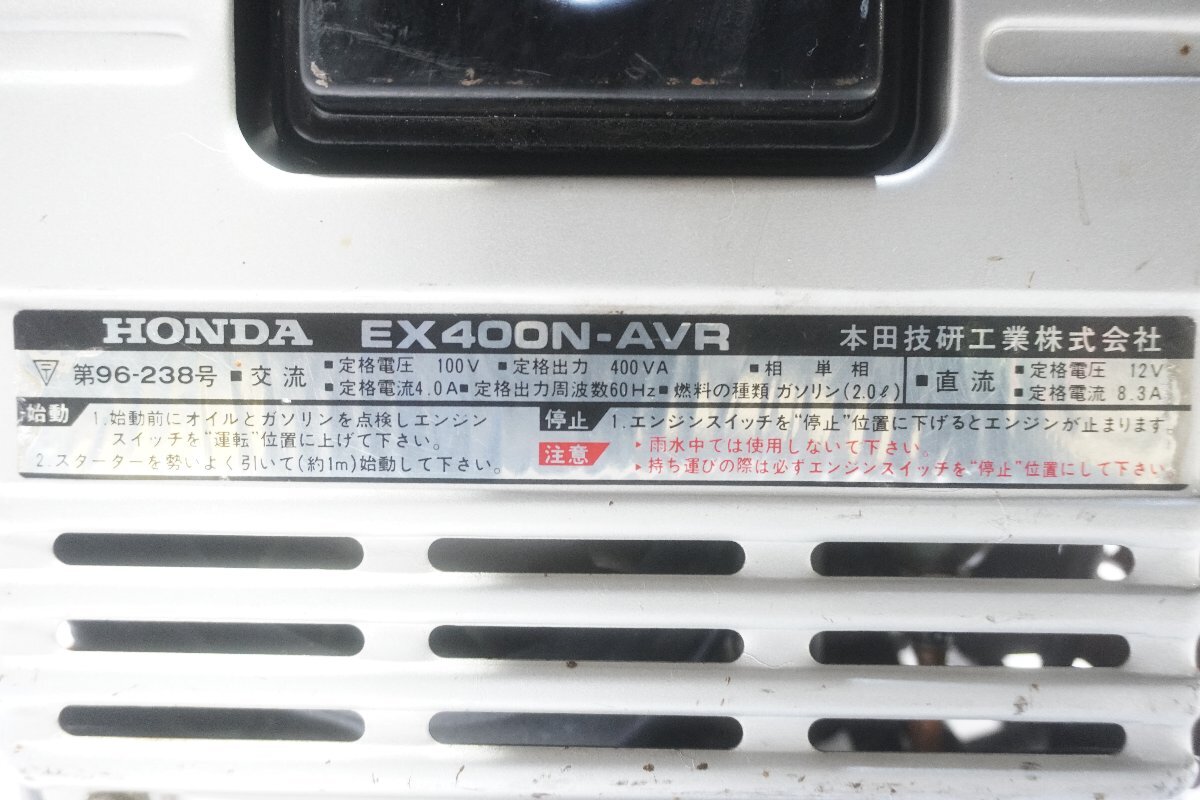 HONDA EX400N-AVR 本田技研工業株式会社
〒 第96-238号 ■交流 ■定格電圧 100V ■定格出力 400VA ■相 単相 ■直流 ■定格電圧 12V
■定格電流4.0A ■定格出力周波数60Hz ■燃料の種類 ガソリン(2.0ℓ) ■定格電流 8.3A
始動 1.始動前にオイルとガソリンを点検しエンジン
スイッチを“運転”位置に上げて下さい。
2.スターターを勢いよく引いて(約1m)始動して下さい。
停止 1.エンジンスイッチを“停止”位置に下げるとエンジンが止まります。
注意 ▸雨水中では使用しないで下さい。
▸持ち運びの際は必ずエンジンスイッチを“停止”位置にして下さい